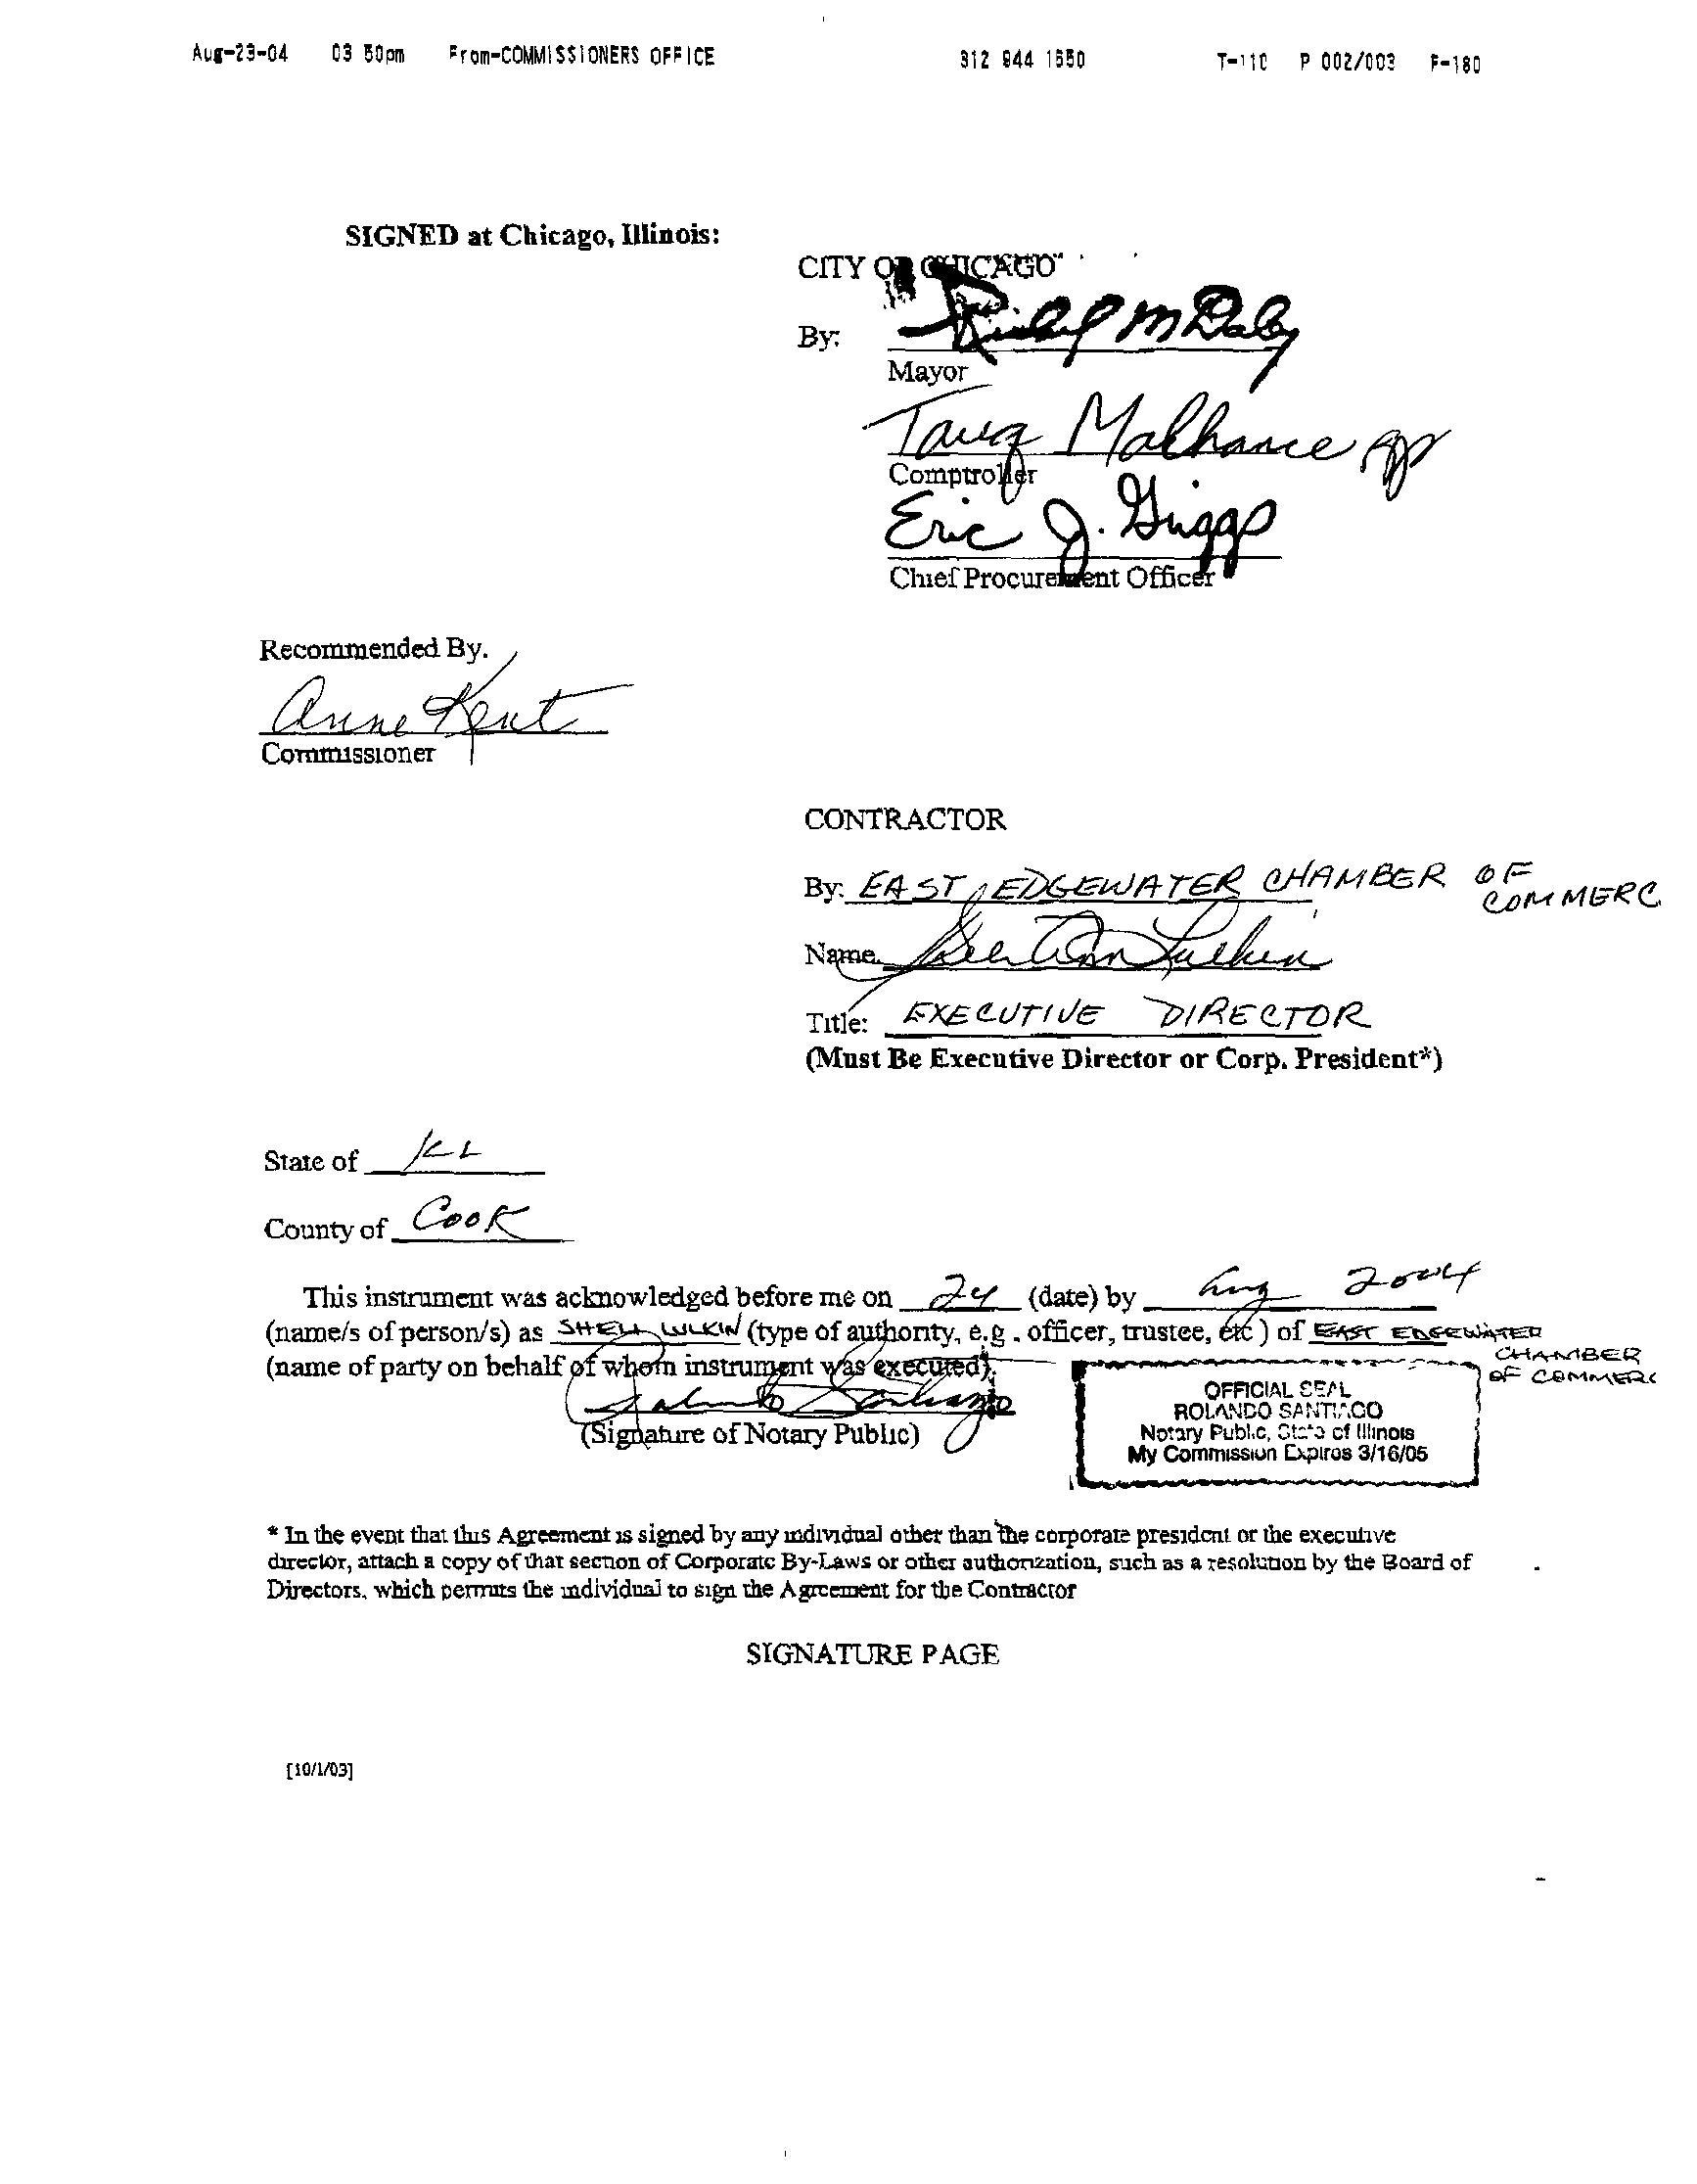 Aug-23-04 03 50pm From-COMMISSIONERS OFFICE 312 944 1650 T-110 P 002/003 F-180
SIGNED at Chicago, Illinois:
CITY OF CHICAGO
By: Richard M Daley
Mayor
Tariq Malhance
Comptroller
Eric J. Griggs
Chief Procurement Officer
Recommended By.
Anne Kent
Commissioner
CONTRACTOR
By: EAST EDGEWATER CHAMBER OF
COMMERC
Name. Lulkin
Title: EXECUTIVE DIRECTOR
(Must Be Executive Director or Corp. President*)
State of ICL
County of Cook
This instrument was acknowledged before me on 24 (date) by Aug 2004
(name/s of person/s) as SHELI LULKIN (type of authority, e.g. officer, trustee, etc) of EAST EDGEWATER
CHAMBER
(name of party on behalf of whom instrument was executed).
OF COMMERC
Rolando Santiago
(Signature of Notary Public)
OFFICIAL SEAL
ROLANDO SANTIAGO
Notary Public, State of Illinois
My Commission Expires 3/16/05
* In the event that this Agreement is signed by any individual other than the corporate president or the executive
director, attach a copy of that section of Corporate By-Laws or other authorization, such as a resolution by the Board of
Directors, which permits the individual to sign the Agreement for the Contractor
SIGNATURE PAGE
[10/1/03]